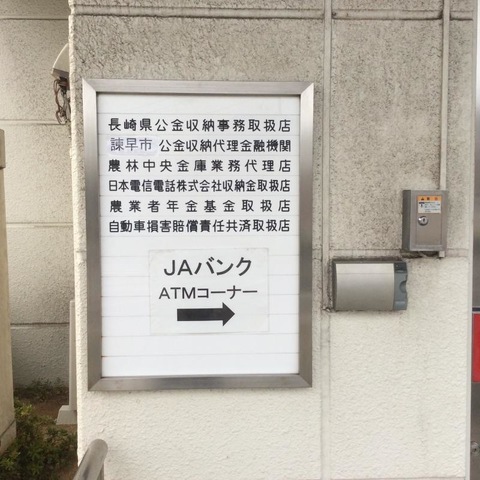 長崎県公金収納事務取扱店
諫早市 公金収納代理金融機関
農林中央金庫業務代理店
日本電信電話株式会社収納金取扱店
農業者年金基金取扱店
自動車損害賠償責任共済取扱店
JAバンク
ATMコーナー